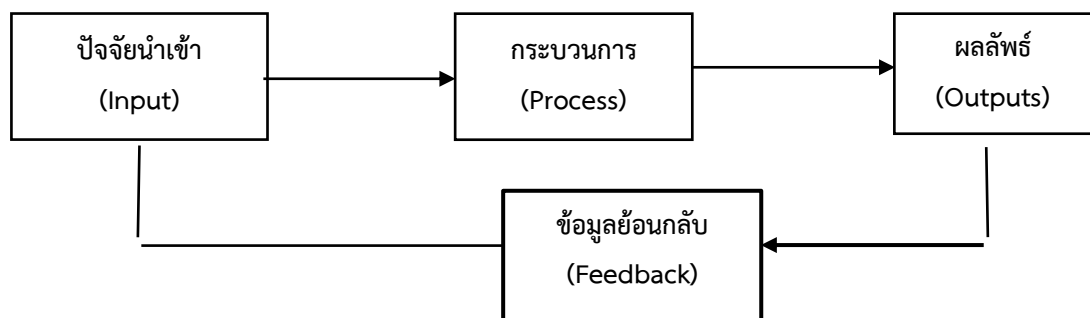 ปัจจัยนำเข้า
(Input)
กระบวนการ
(Process)
ผลลัพธ์
(Outputs)
ข้อมูลย้อนกลับ
(Feedback)